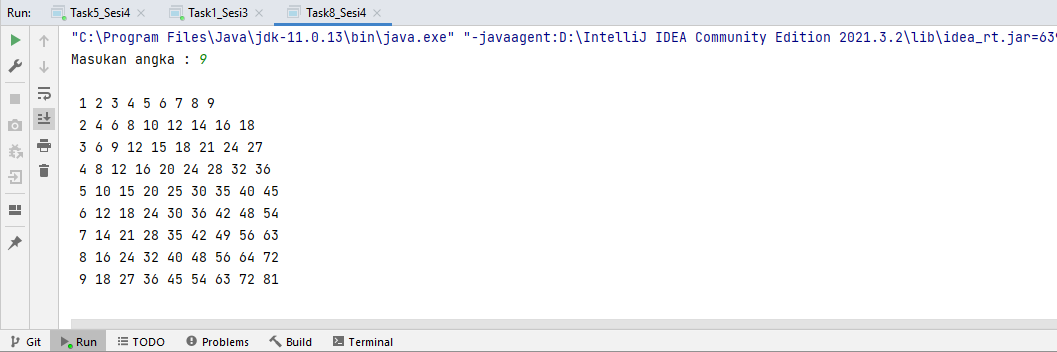 Run: Task5_Sesi4 × Task1_Sesi3 × Task8_Sesi4 ×
"C:\Program Files\Java\jdk-11.0.13\bin\java.exe" "-javaagent:D:\IntelliJ IDEA Community Edition 2021.3.2\lib\idea_rt.jar=639
Masukan angka : 9
1 2 3 4 5 6 7 8 9
2 4 6 8 10 12 14 16 18
3 6 9 12 15 18 21 24 27
4 8 12 16 20 24 28 32 36
5 10 15 20 25 30 35 40 45
6 12 18 24 30 36 42 48 54
7 14 21 28 35 42 49 56 63
8 16 24 32 40 48 56 64 72
9 18 27 36 45 54 63 72 81
Git Run TODO Problems Build Terminal